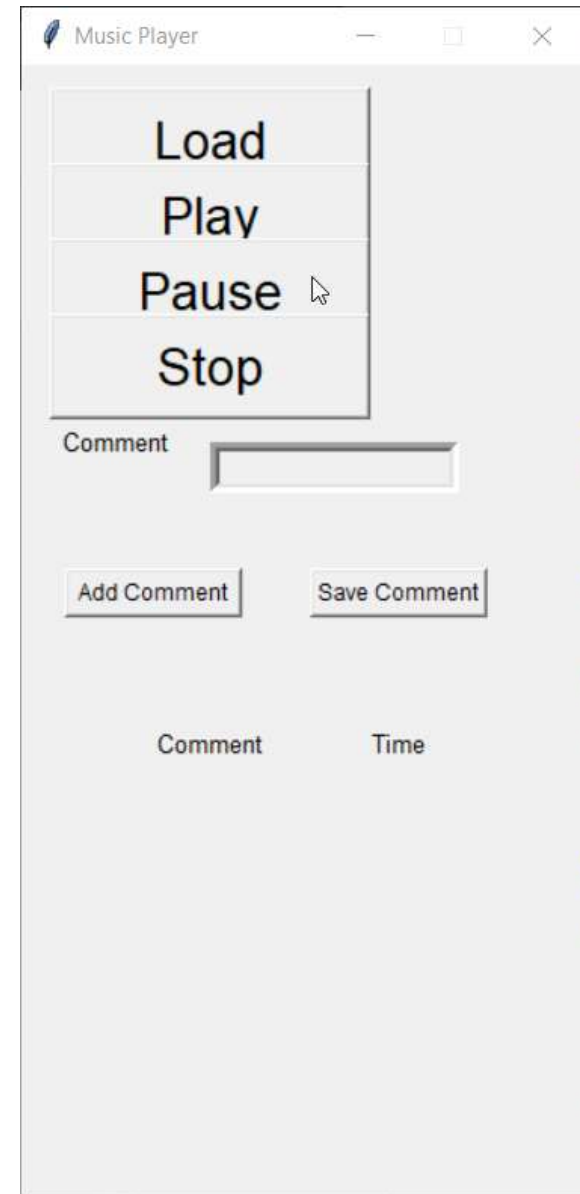 Music Player
Load
Play
Pause
Stop
Comment
Add Comment Save Comment
Comment Time